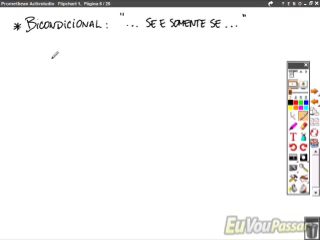 Promethean ActivStudio Flipchart 1, Página 6 / 26
* BICONDICIONAL: "... SE E SOMENTE SE ..."
EuVouPassar